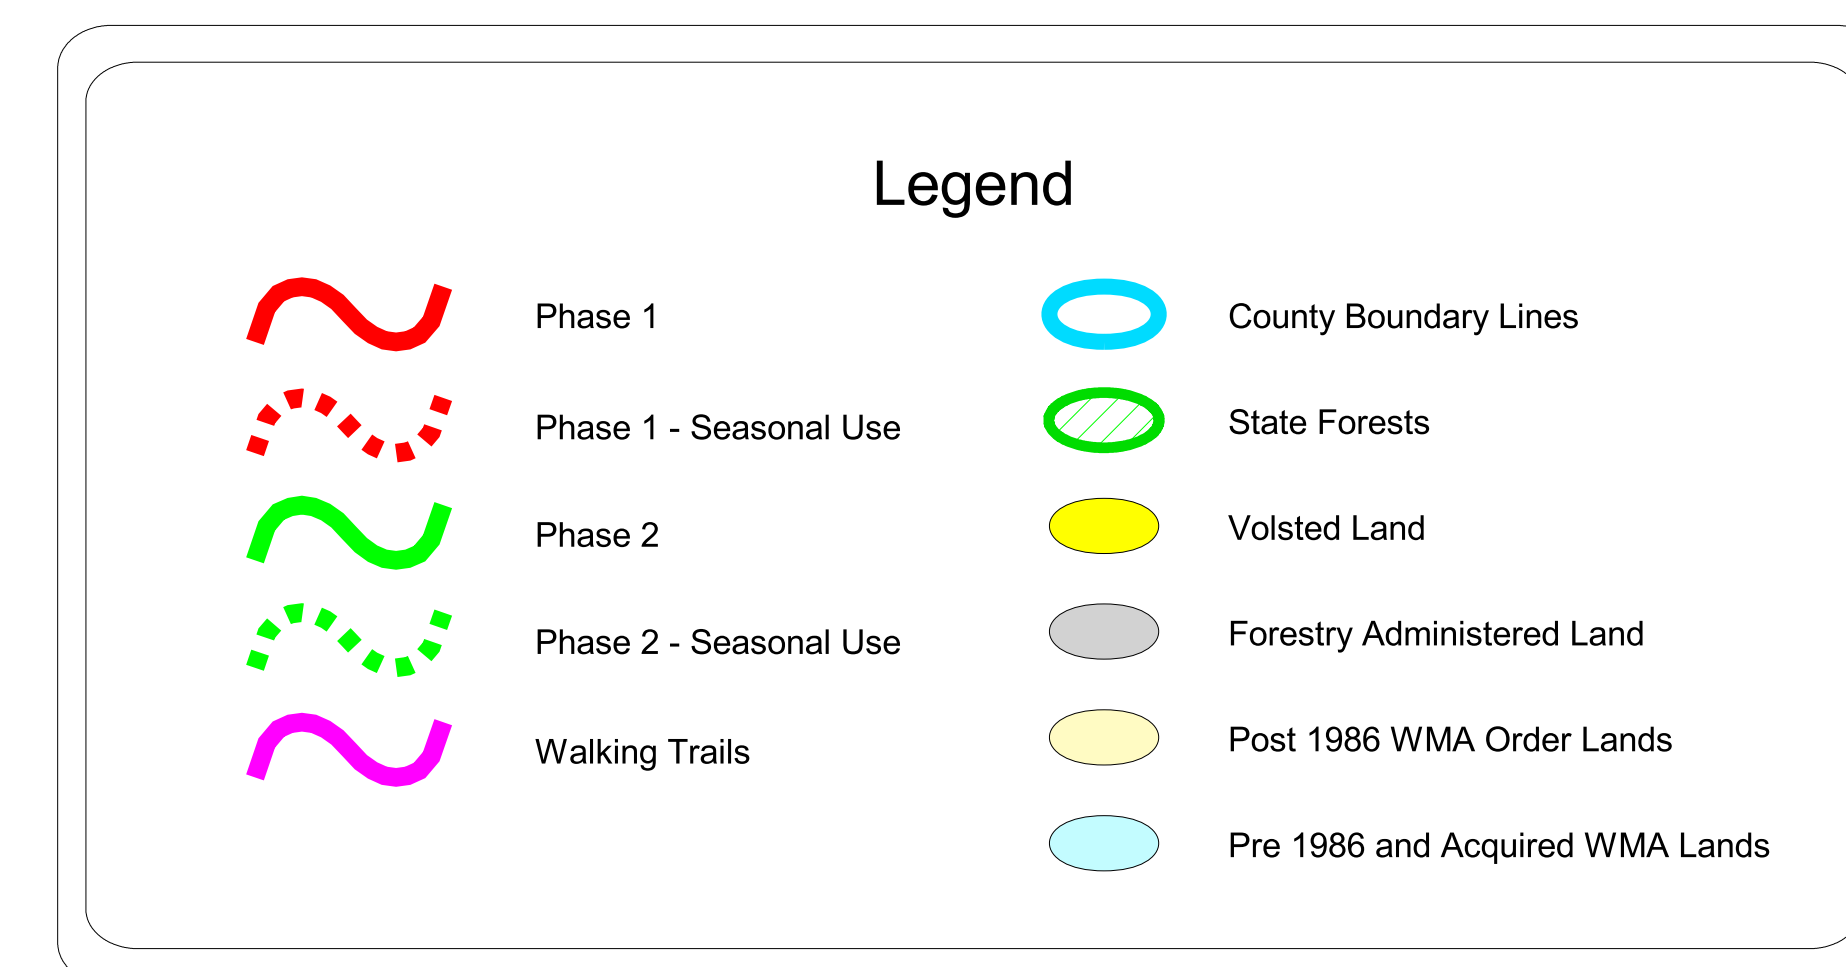 Legend
Phase 1
Phase 1 - Seasonal Use
Phase 2
Phase 2 - Seasonal Use
Walking Trails
County Boundary Lines
State Forests
Volsted Land
Forestry Administered Land
Post 1986 WMA Order Lands
Pre 1986 and Acquired WMA Lands